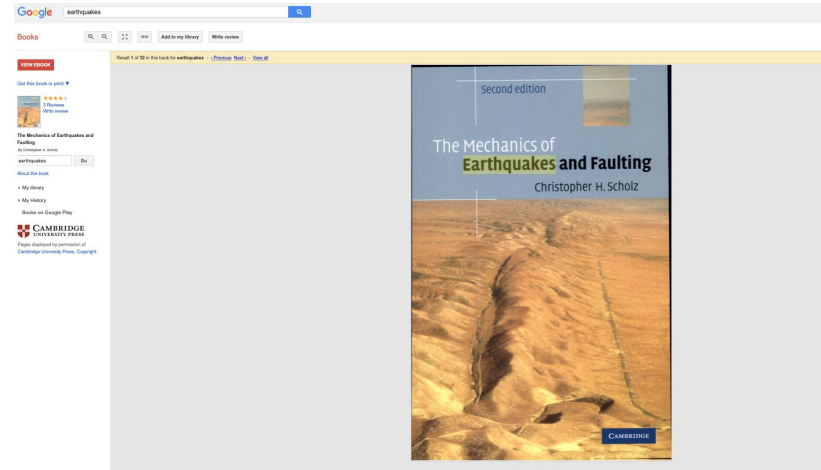 Google
earthquakes
Books
Add to my library
Write review
Result 1 of 32 in this book for earthquakes - ‹ Previous Next › - View all
VIEW EBOOK
Get this book in print ▼
3 Reviews
Write review
The Mechanics of Earthquakes and
Faulting
By Christopher H. Scholz
earthquakes
Go
About this book
› My library
› My History
Books on Google Play
CAMBRIDGE
UNIVERSITY PRESS
Pages displayed by permission of
Cambridge University Press. Copyright.
Second edition
The Mechanics of
Earthquakes and Faulting
Christopher H. Scholz
CAMBRIDGE